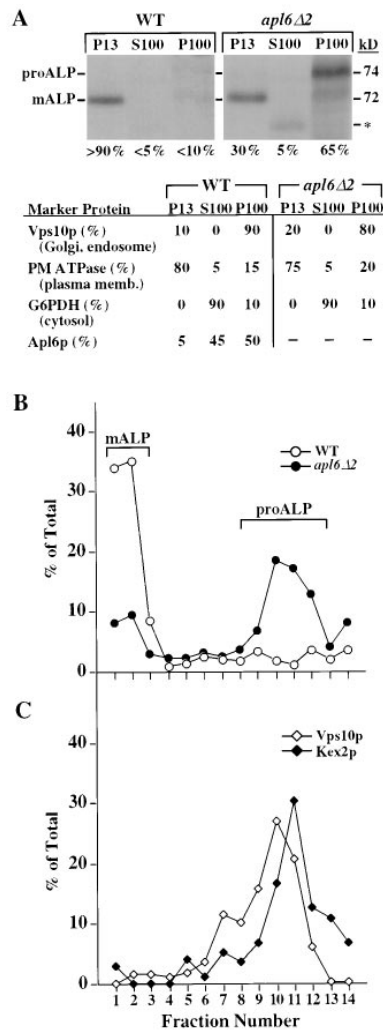 A
WT apl6Δ2
P13 S100 P100 P13 S100 P100 kD
proALP 74
mALP 72
*
>90% <5% <10% 30% 5% 65%
WT apl6Δ2
Marker Protein P13 S100 P100 P13 S100 P100
Vps10p (%) 10 0 90 20 0 80
(Golgi, endosome)
PM ATPase (%) 80 5 15 75 5 20
(plasma memb.)
G6PDH (%) 0 90 10 0 90 10
(cytosol)
Apl6p (%) 5 45 50 – – –
B
mALP
WT
apl6Δ2
proALP
% of Total
40
30
20
10
0
C
Vps10p
Kex2p
% of Total
40
30
20
10
0
1 2 3 4 5 6 7 8 9 10 11 12 13 14
Fraction Number